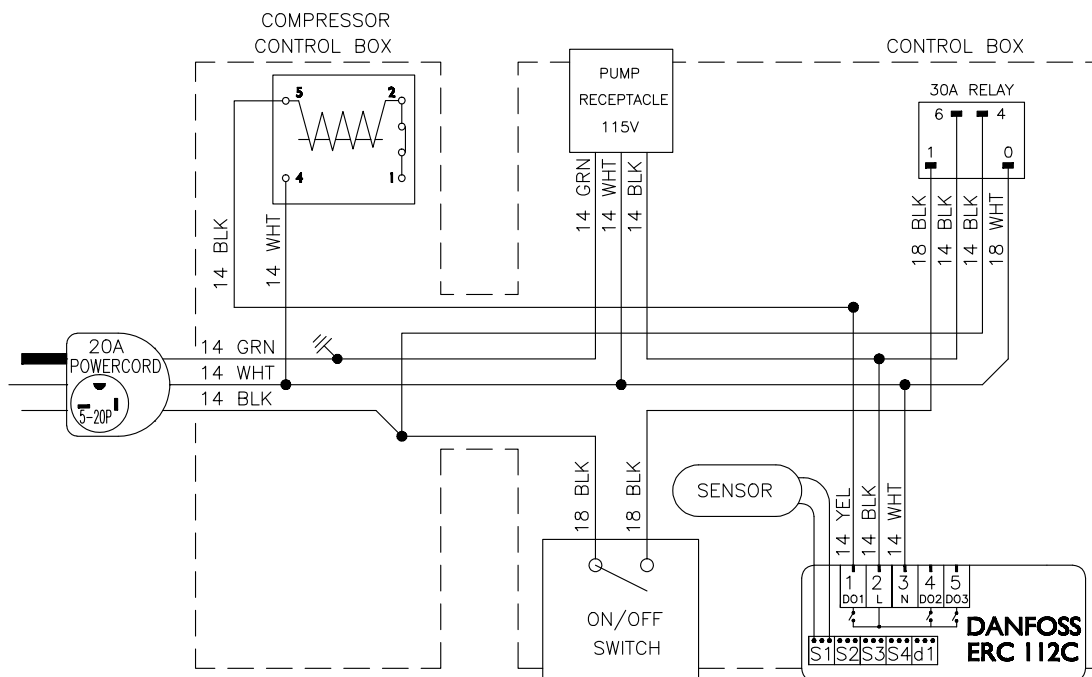 COMPRESSOR
CONTROL BOX
CONTROL BOX
5
2
4
1
PUMP
RECEPTACLE
115V
30A RELAY
6
4
1
0
14 BLK
14 WHT
14 GRN
14 WHT
14 BLK
18 BLK
14 BLK
14 BLK
18 WHT
20A
POWERCORD
5-20P
14 GRN
14 WHT
14 BLK
18 BLK
18 BLK
SENSOR
14 YEL
14 BLK
14 WHT
ON/OFF
SWITCH
1 2 3 4 5
DO1 L N DO2 DO3
S1 S2 S3 S4 d1
DANFOSS
ERC 112C